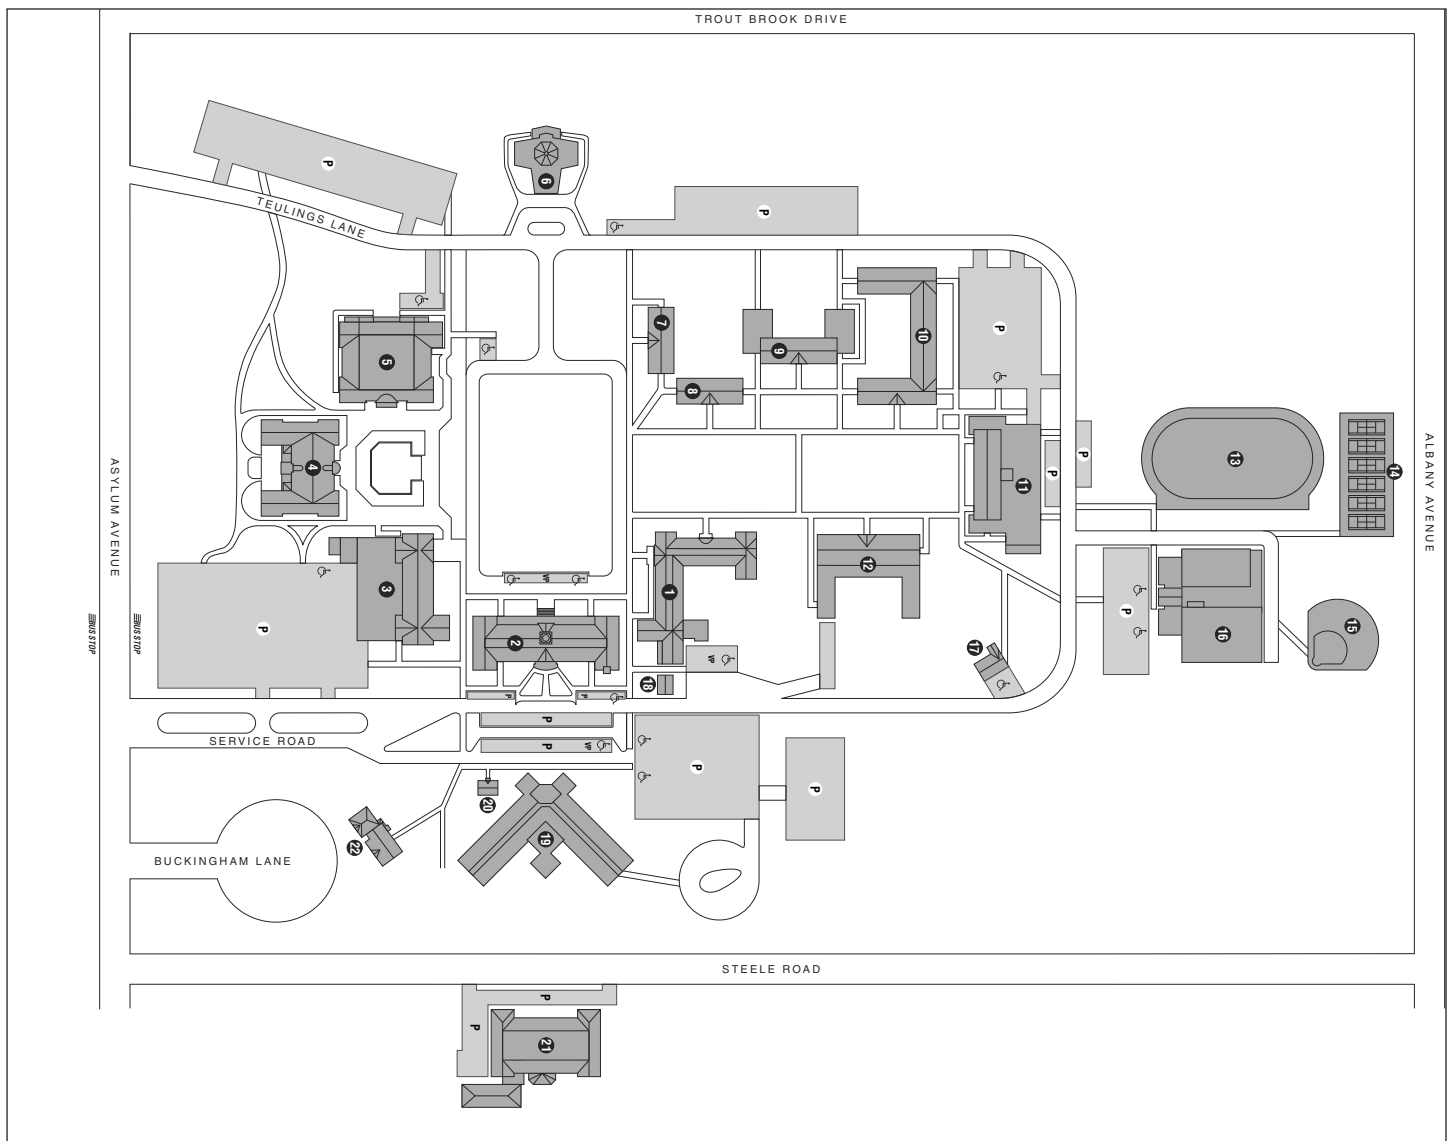 TROUT BROOK DRIVE
P
6
P
TEULINGS LANE
7
10
P
9
5
8
13
14
4
11
P
P
ASYLUM AVENUE
ALBANY AVENUE
12
VP
3
1
P
BUS STOP
BUS STOP
P
2
16
15
17
VP
18
P
P
P
SERVICE ROAD
P
VP
P
P
20
19
22
BUCKINGHAM LANE
STEELE ROAD
P
P
21